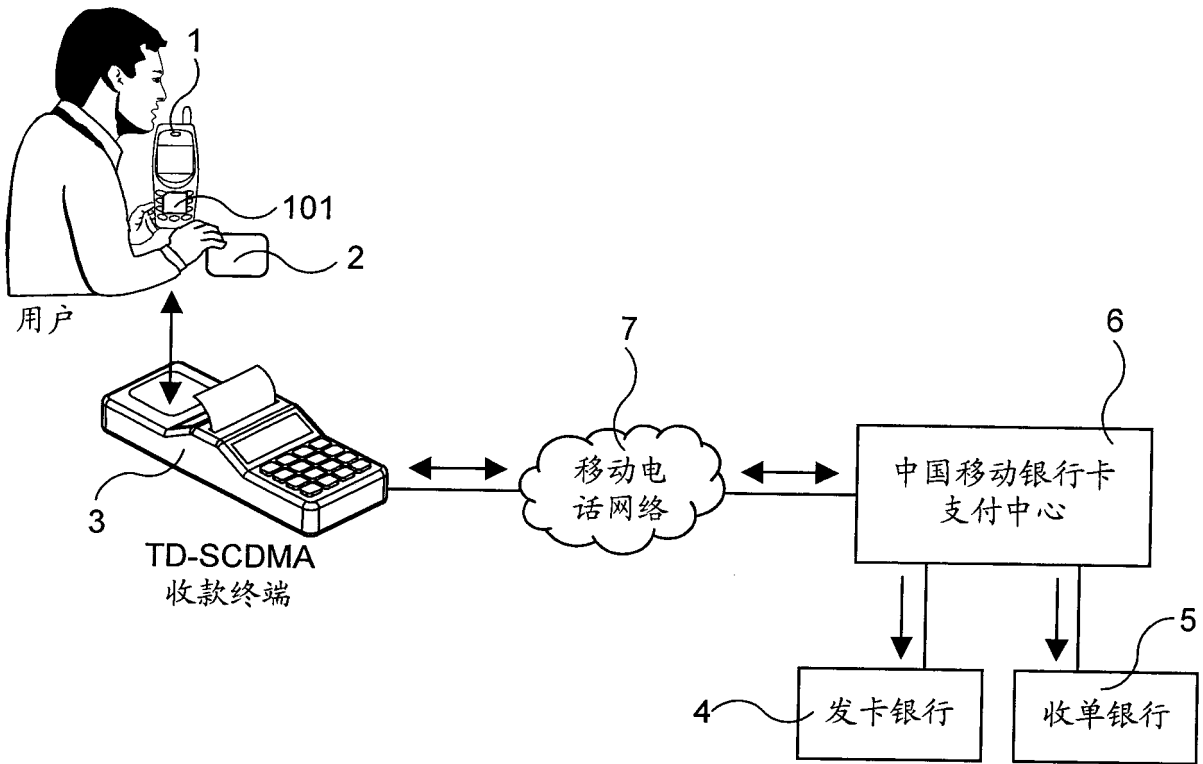 1
101
2
用户
3
TD-SCDMA
收款终端
7
移动电
话网络
6
中国移动银行卡
支付中心
4
发卡银行
5
收单银行